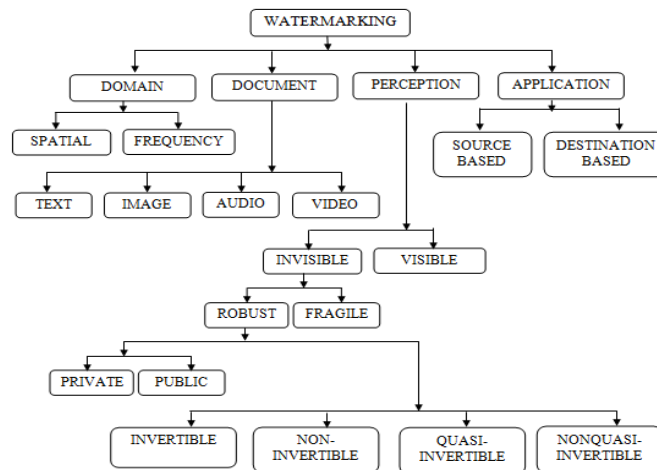 WATERMARKING
DOMAIN
DOCUMENT
PERCEPTION
APPLICATION
SPATIAL
FREQUENCY
SOURCE
BASED
DESTINATION
BASED
TEXT
IMAGE
AUDIO
VIDEO
INVISIBLE
VISIBLE
ROBUST
FRAGILE
PRIVATE
PUBLIC
INVERTIBLE
NON-
INVERTIBLE
QUASI-
INVERTIBLE
NONQUASI-
INVERTIBLE